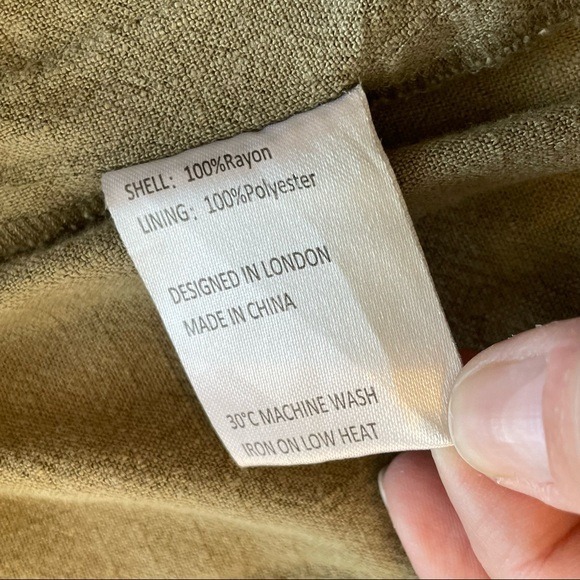 SHELL: 100%Rayon
LINING: 100%Polyester
DESIGNED IN LONDON
MADE IN CHINA
30°C MACHINE WASH
IRON ON LOW HEAT